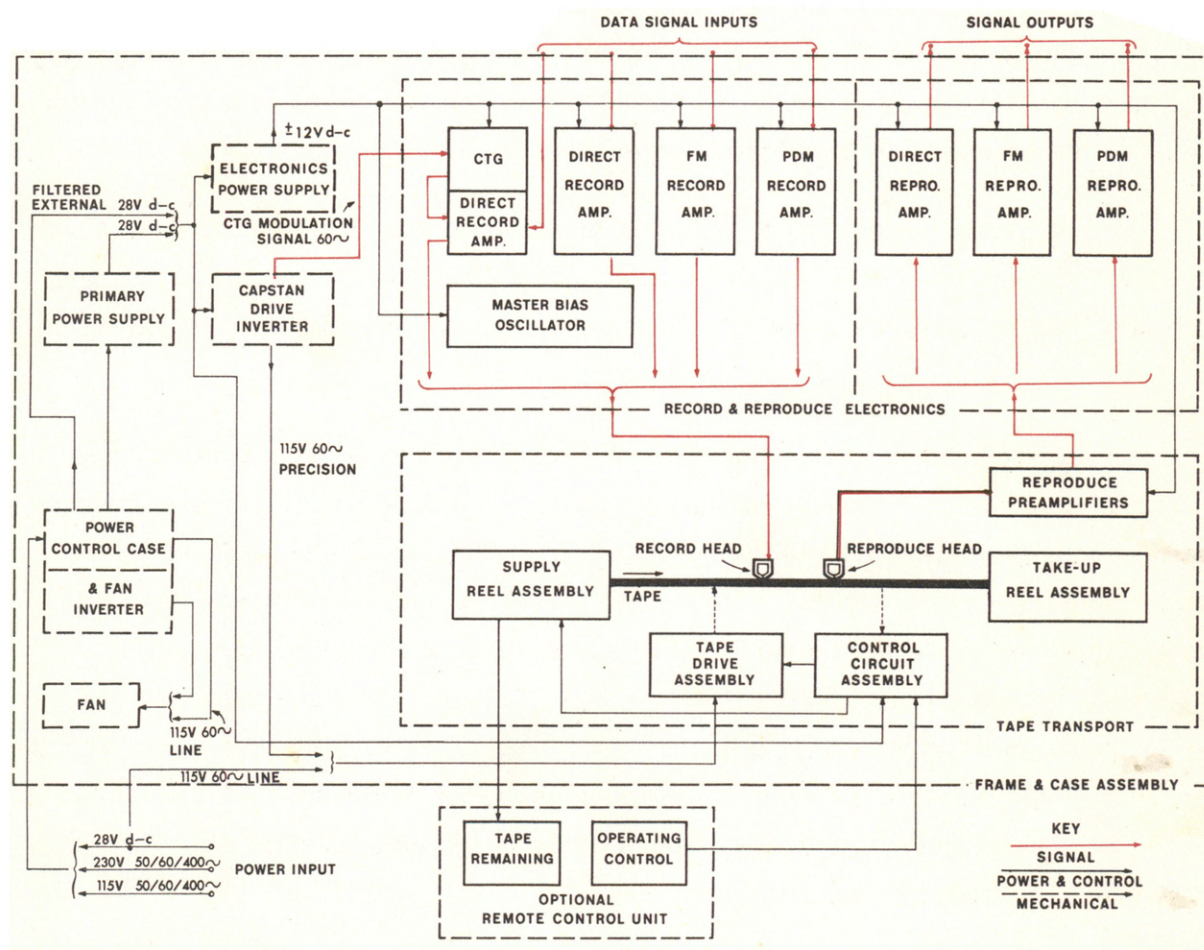 DATA SIGNAL INPUTS
SIGNAL OUTPUTS
±12V d-c
ELECTRONICS
POWER SUPPLY
FILTERED
EXTERNAL
28V d-c
28V d-c
CTG MODULATION
SIGNAL 60~
CTG
DIRECT
RECORD
AMP.
DIRECT
RECORD
AMP.
FM
RECORD
AMP.
PDM
RECORD
AMP.
DIRECT
REPRO.
AMP.
FM
REPRO.
AMP.
PDM
REPRO.
AMP.
PRIMARY
POWER SUPPLY
CAPSTAN
DRIVE
INVERTER
MASTER BIAS
OSCILLATOR
RECORD & REPRODUCE ELECTRONICS
115V 60~
PRECISION
REPRODUCE
PREAMPLIFIERS
POWER
CONTROL CASE
& FAN
INVERTER
RECORD HEAD
REPRODUCE HEAD
SUPPLY
REEL ASSEMBLY
TAPE
TAKE-UP
REEL ASSEMBLY
TAPE
DRIVE
ASSEMBLY
CONTROL
CIRCUIT
ASSEMBLY
FAN
115V 60~
LINE
TAPE TRANSPORT
115V 60~ LINE
FRAME & CASE ASSEMBLY
28V d-c
230V 50/60/400~
115V 50/60/400~
POWER INPUT
TAPE
REMAINING
OPERATING
CONTROL
OPTIONAL
REMOTE CONTROL UNIT
KEY
SIGNAL
POWER & CONTROL
MECHANICAL